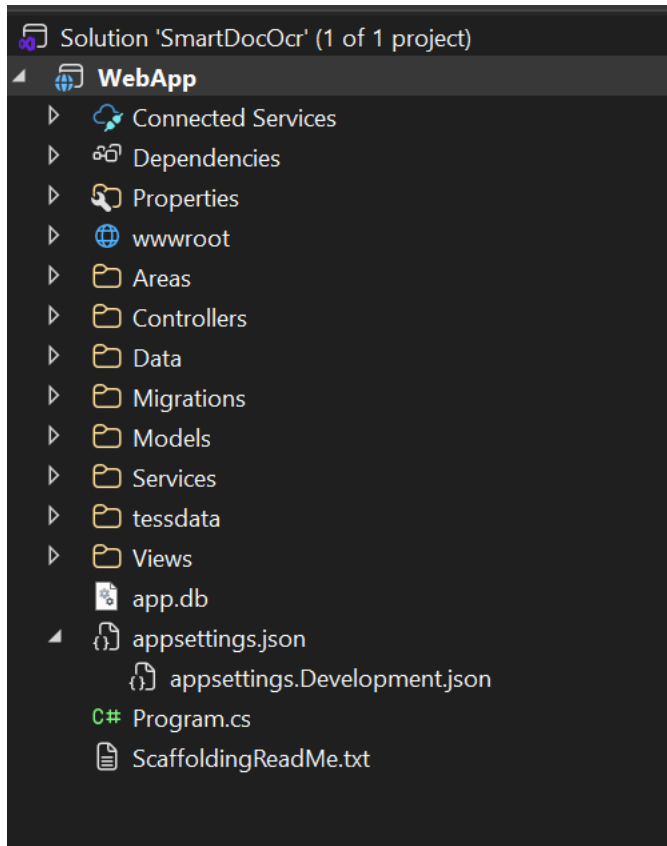 Solution 'SmartDocOcr' (1 of 1 project)
WebApp
Connected Services
Dependencies
Properties
wwwroot
Areas
Controllers
Data
Migrations
Models
Services
tessdata
Views
app.db
appsettings.json
appsettings.Development.json
C# Program.cs
ScaffoldingReadMe.txt